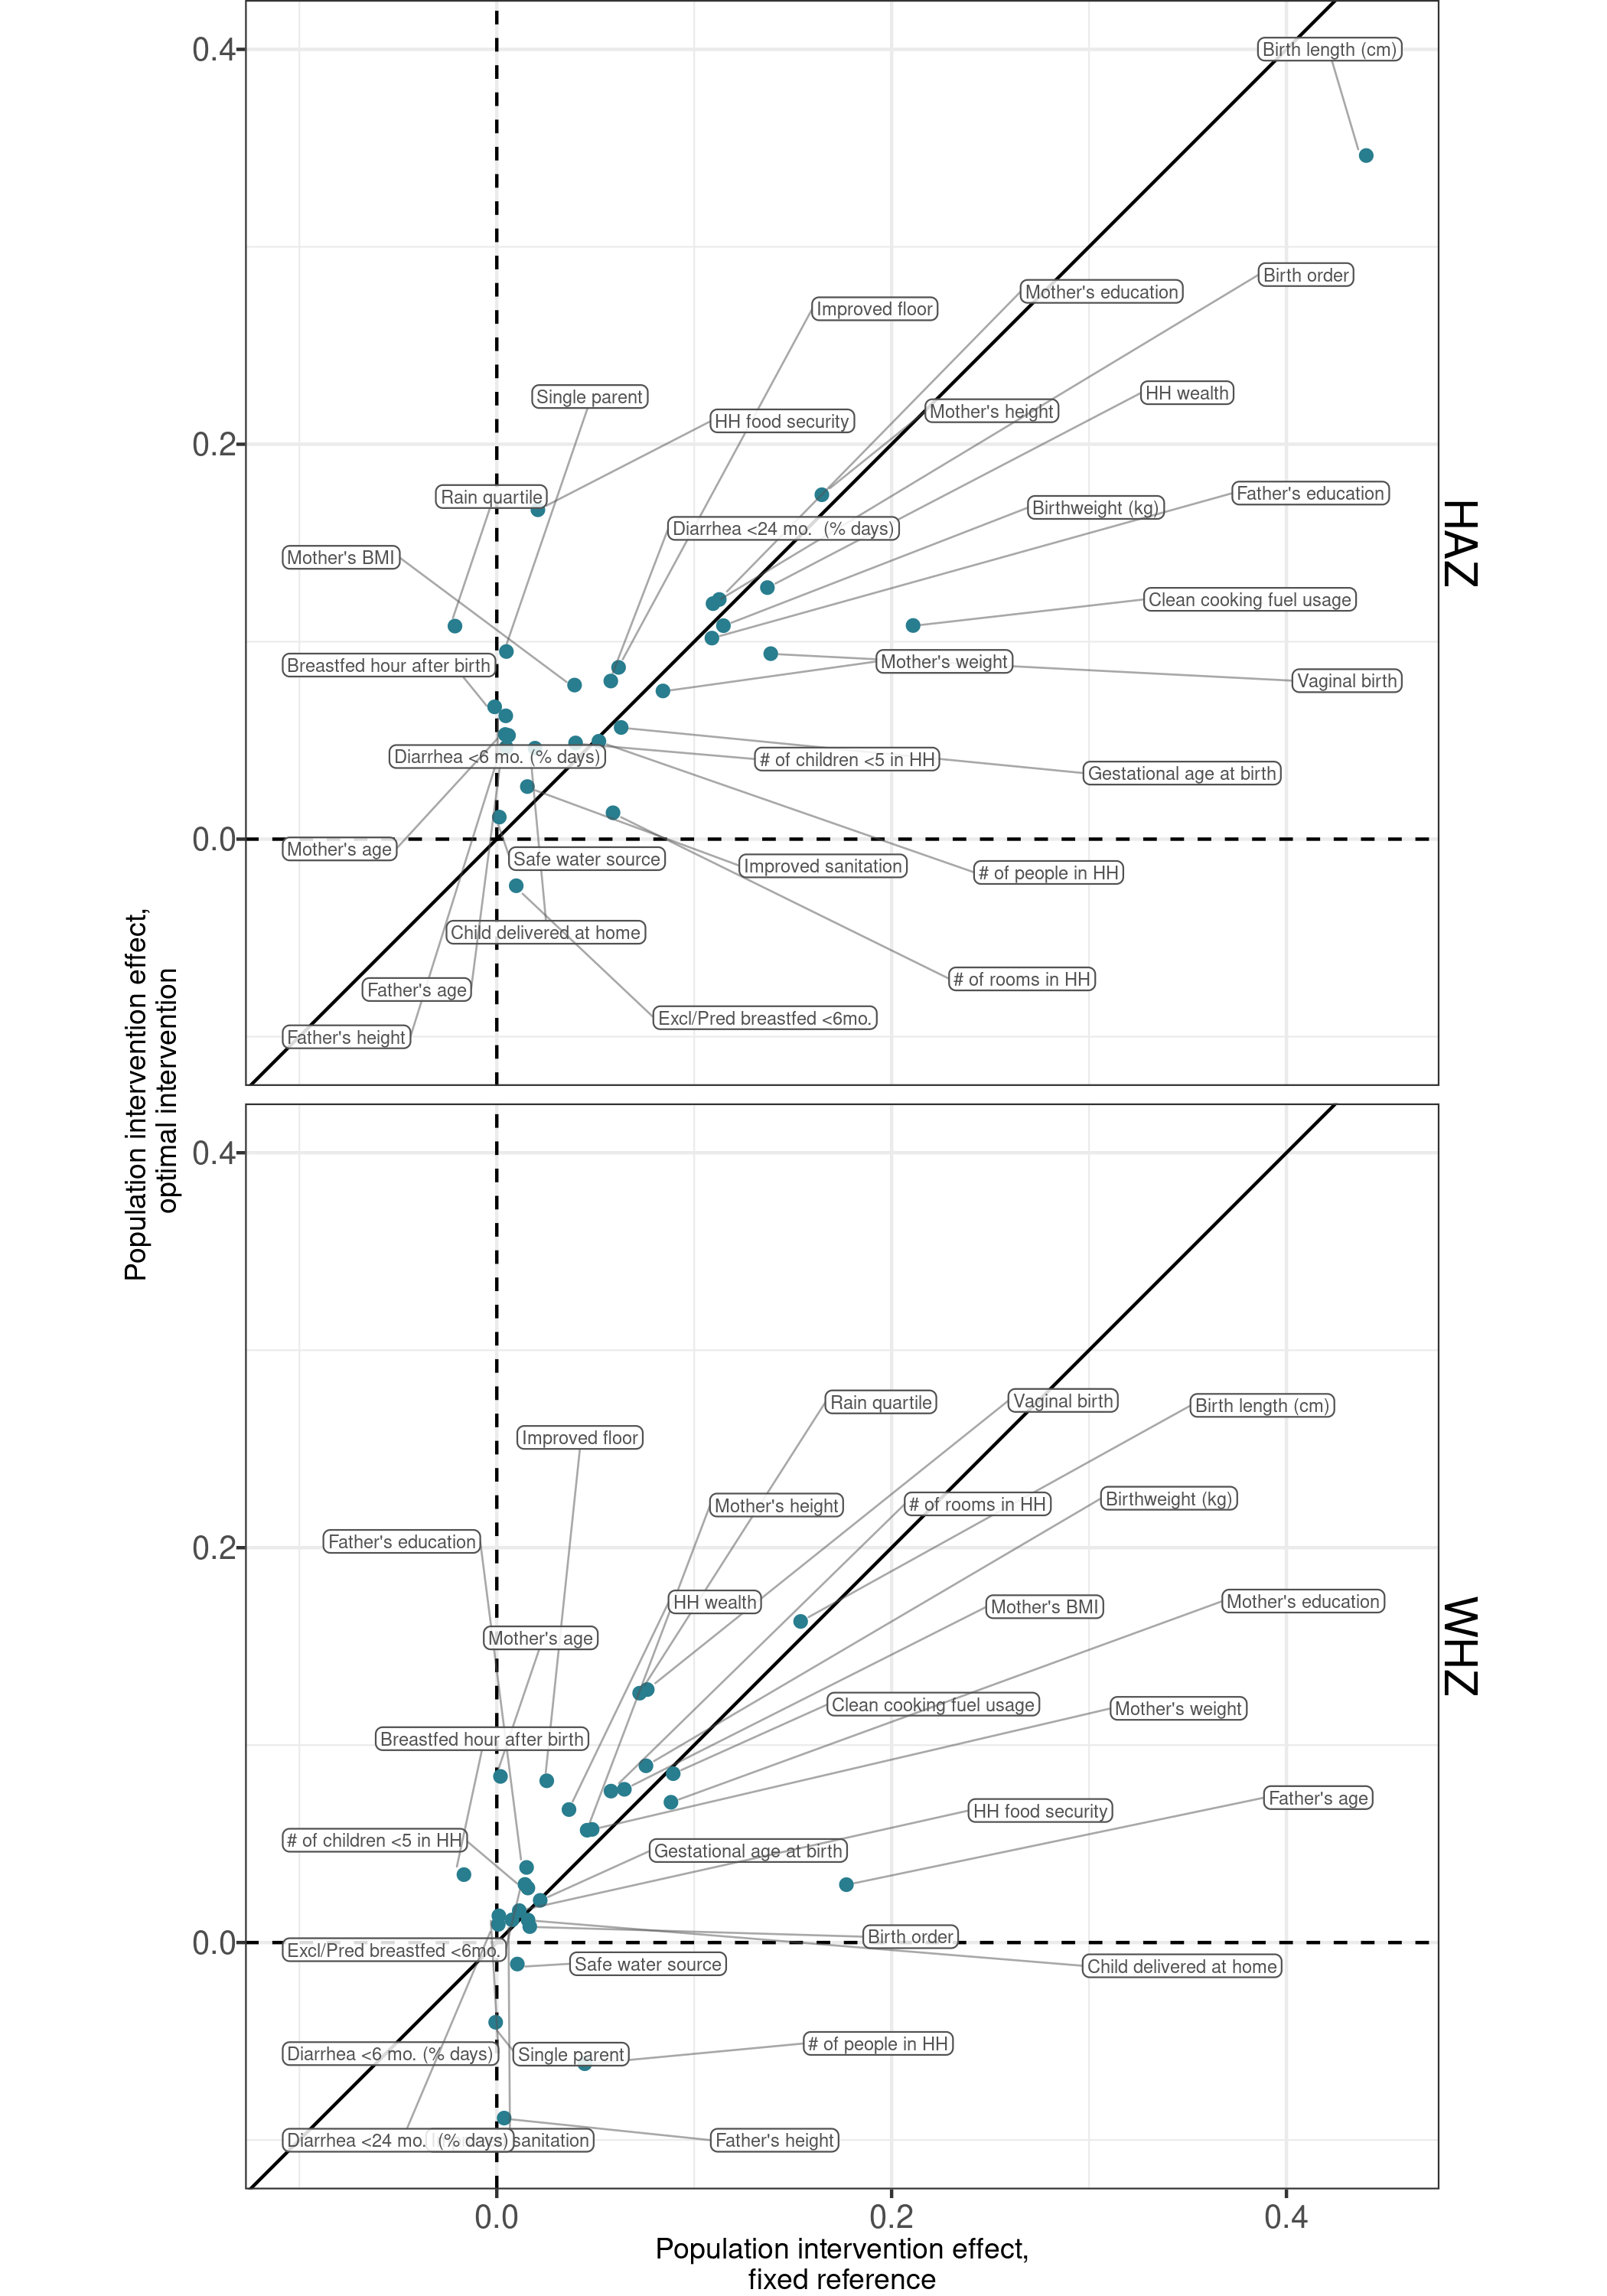 0.4
Birth length (cm)
Birth order
Mother's education
Improved floor
HH wealth
Single parent
Mother's height
HH food security
0.2
Rain quartile
Father's education
Birthweight (kg)
Diarrhea <24 mo. (% days)
HAZ
Mother's BMI
Clean cooking fuel usage
Breastfed hour after birth
Mother's weight
Vaginal birth
Diarrhea <6 mo. (% days)
# of children <5 in HH
Gestational age at birth
0.0
Mother's age
Safe water source
Improved sanitation
# of people in HH
Child delivered at home
# of rooms in HH
Father's age
Excl/Pred breastfed <6mo.
Father's height
Population intervention effect,
optimal intervention
0.4
Rain quartile
Vaginal birth
Birth length (cm)
Improved floor
Mother's height
# of rooms in HH
Birthweight (kg)
0.2
Father's education
HH wealth
Mother's BMI
Mother's education
WHZ
Mother's age
Clean cooking fuel usage
Mother's weight
Breastfed hour after birth
Father's age
HH food security
# of children <5 in HH
Gestational age at birth
0.0
Birth order
Excl/Pred breastfed <6mo.
Safe water source
Child delivered at home
# of people in HH
Diarrhea <6 mo. (% days)
Single parent
Diarrhea <24 mo. (% days)
sanitation
Father's height
0.0
0.2
0.4
Population intervention effect,
fixed reference